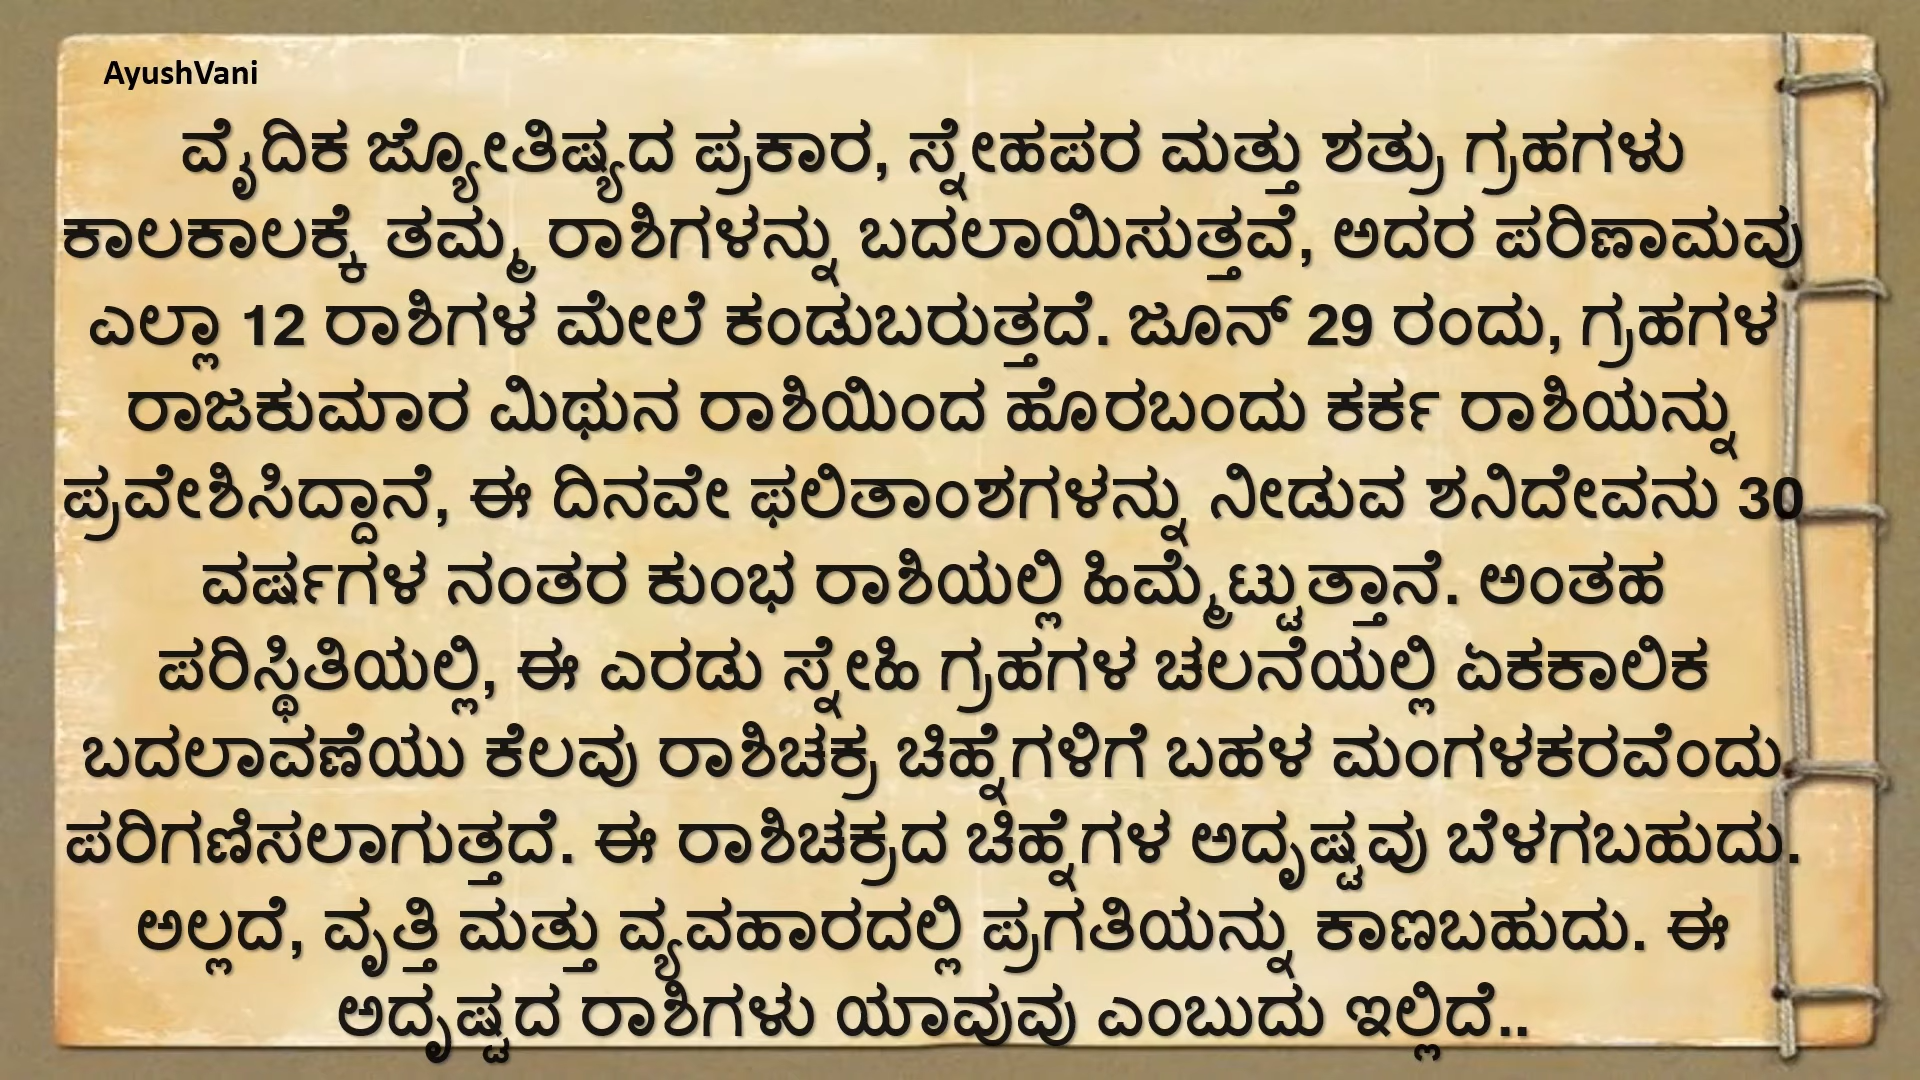 AyushVani
ವೈದಿಕ ಜ್ಯೋತಿಷ್ಯದ ಪ್ರಕಾರ, ಸ್ನೇಹಪರ ಮತ್ತು ಶತ್ರು ಗ್ರಹಗಳು
ಕಾಲಕಾಲಕ್ಕೆ ತಮ್ಮ ರಾಶಿಗಳನ್ನು ಬದಲಾಯಿಸುತ್ತವೆ, ಅದರ ಪರಿಣಾಮವು
ಎಲ್ಲಾ 12 ರಾಶಿಗಳ ಮೇಲೆ ಕಂಡುಬರುತ್ತದೆ. ಜೂನ್ 29 ರಂದು, ಗ್ರಹಗಳ
ರಾಜಕುಮಾರ ಮಿಥುನ ರಾಶಿಯಿಂದ ಹೊರಬಂದು ಕರ್ಕ ರಾಶಿಯನ್ನು
ಪ್ರವೇಶಿಸಿದ್ದಾನೆ, ಈ ದಿನವೇ ಫಲಿತಾಂಶಗಳನ್ನು ನೀಡುವ ಶನಿದೇವನು 30
ವರ್ಷಗಳ ನಂತರ ಕುಂಭ ರಾಶಿಯಲ್ಲಿ ಹಿಮ್ಮೆಟ್ಟುತ್ತಾನೆ. ಅಂತಹ
ಪರಿಸ್ಥಿತಿಯಲ್ಲಿ, ಈ ಎರಡು ಸ್ನೇಹಿ ಗ್ರಹಗಳ ಚಲನೆಯಲ್ಲಿ ಏಕಕಾಲಿಕ
ಬದಲಾವಣೆಯು ಕೆಲವು ರಾಶಿಚಕ್ರ ಚಿಹ್ನೆಗಳಿಗೆ ಬಹಳ ಮಂಗಳಕರವೆಂದು
ಪರಿಗಣಿಸಲಾಗುತ್ತದೆ. ಈ ರಾಶಿಚಕ್ರದ ಚಿಹ್ನೆಗಳ ಅದೃಷ್ಟವು ಬೆಳಗಬಹುದು.
ಅಲ್ಲದೆ, ವೃತ್ತಿ ಮತ್ತು ವ್ಯವಹಾರದಲ್ಲಿ ಪ್ರಗತಿಯನ್ನು ಕಾಣಬಹುದು. ಈ
ಅದೃಷ್ಟದ ರಾಶಿಗಳು ಯಾವುವು ಎಂಬುದು ಇಲ್ಲಿದೆ..